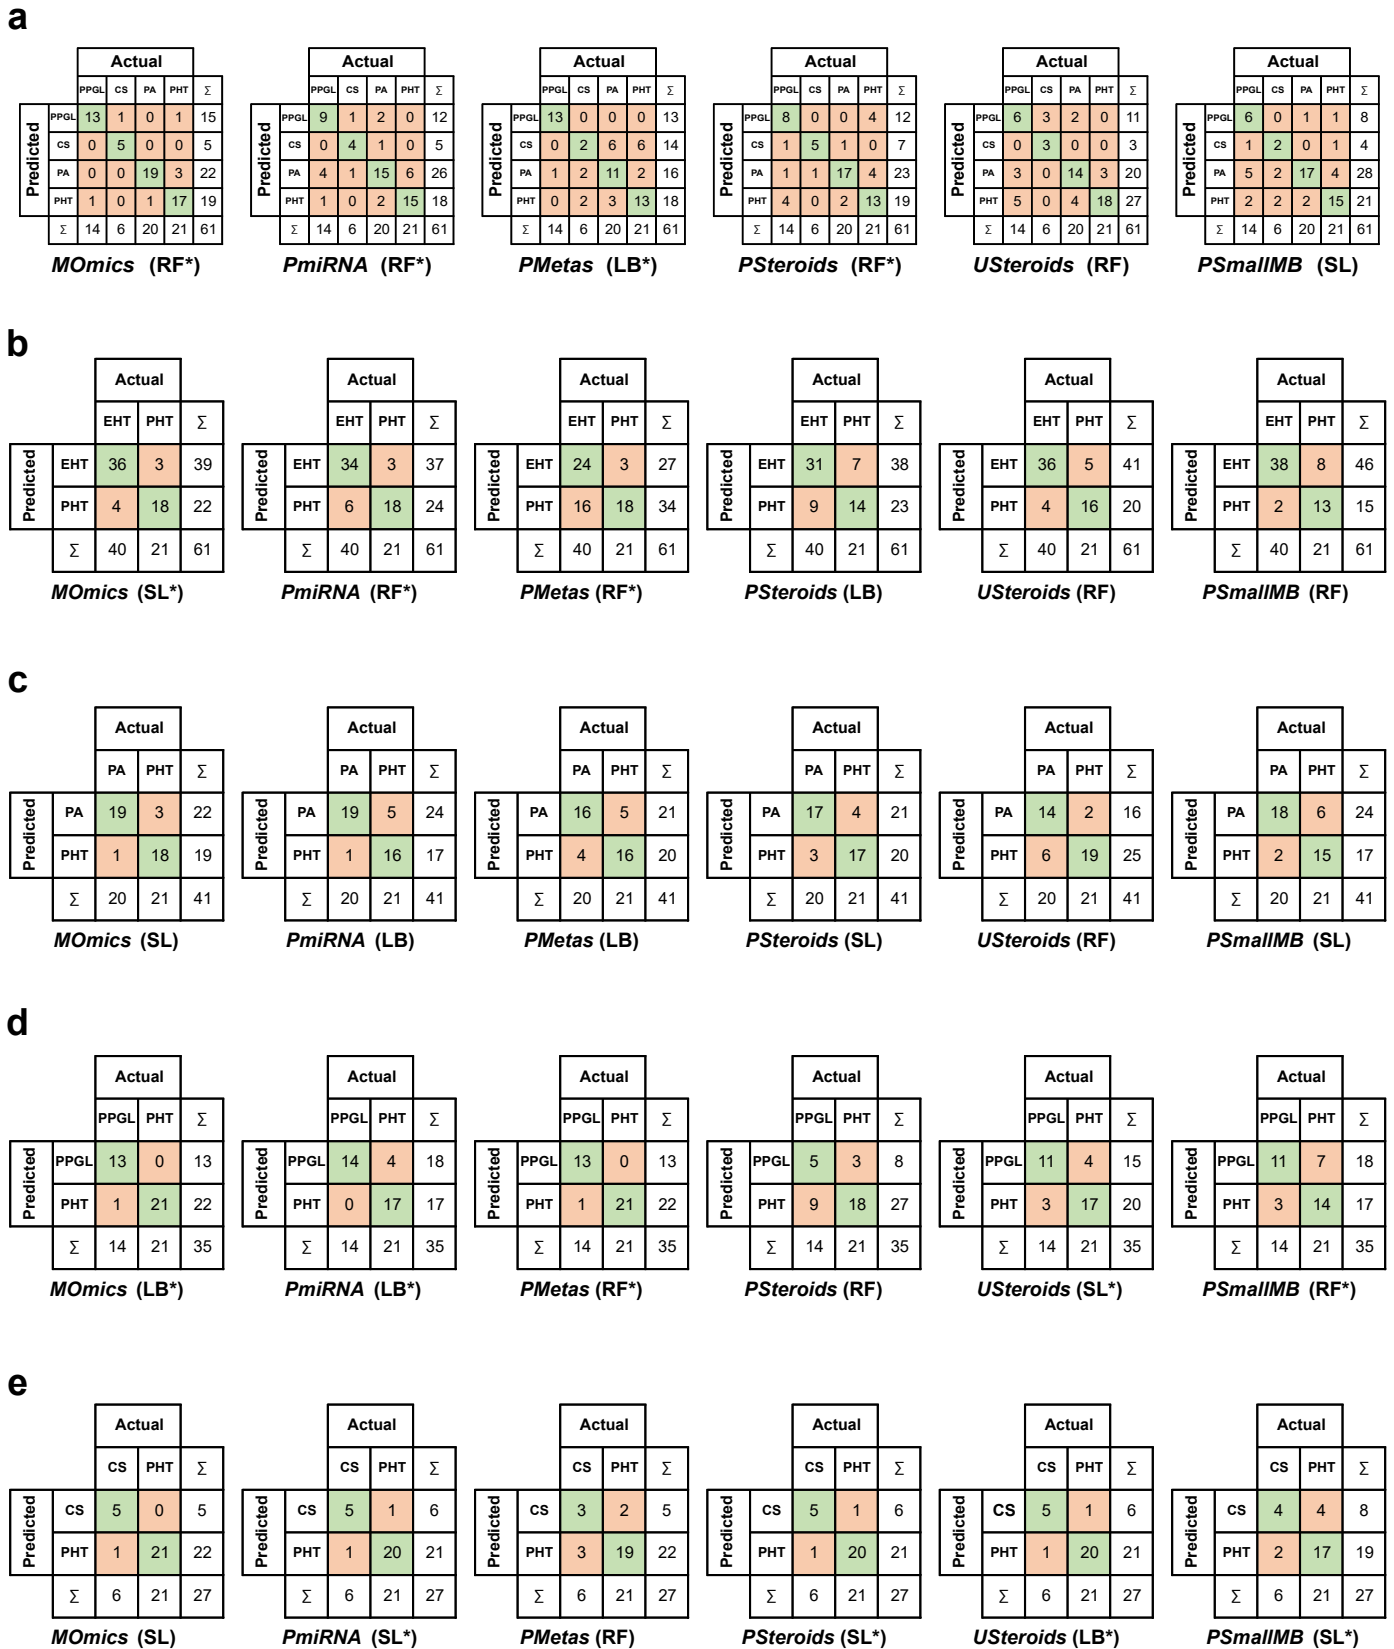 a
Actual Actual Actual Actual Actual Actual
PPGL CS PA PHT Σ PPGL CS PA PHT Σ PPGL CS PA PHT Σ PPGL CS PA PHT Σ PPGL CS PA PHT Σ PPGL CS PA PHT Σ
Predicted Predicted Predicted Predicted Predicted Predicted
PPGL 13 1 0 1 15 PPGL 9 1 2 0 12 PPGL 13 0 0 0 13 PPGL 8 0 0 4 12 PPGL 6 3 2 0 11 PPGL 6 0 1 1 8
CS 0 5 0 0 5 CS 0 4 1 0 5 CS 0 2 6 6 14 CS 1 5 1 0 7 CS 0 3 0 0 3 CS 1 2 0 1 4
PA 0 0 19 3 22 PA 4 1 15 6 26 PA 1 2 11 2 16 PA 1 1 17 4 23 PA 3 0 14 3 20 PA 5 2 17 4 28
PHT 1 0 1 17 19 PHT 1 0 2 15 18 PHT 0 2 3 13 18 PHT 4 0 2 13 19 PHT 5 0 4 18 27 PHT 2 2 2 15 21
Σ 14 6 20 21 61 Σ 14 6 20 21 61 Σ 14 6 20 21 61 Σ 14 6 20 21 61 Σ 14 6 20 21 61 Σ 14 6 20 21 61
MOmics (RF*) PmiRNA (RF*) PMetas (LB*) PSteroids (RF*) USteroids (RF) PSmallMB (SL)
b
Actual Actual Actual Actual Actual Actual
EHT PHT Σ EHT PHT Σ EHT PHT Σ EHT PHT Σ EHT PHT Σ EHT PHT Σ
Predicted Predicted Predicted Predicted Predicted Predicted
EHT 36 3 39 EHT 34 3 37 EHT 24 3 27 EHT 31 7 38 EHT 36 5 41 EHT 38 8 46
PHT 4 18 22 PHT 6 18 24 PHT 16 18 34 PHT 9 14 23 PHT 4 16 20 PHT 2 13 15
Σ 40 21 61 Σ 40 21 61 Σ 40 21 61 Σ 40 21 61 Σ 40 21 61 Σ 40 21 61
MOmics (SL*) PmiRNA (RF*) PMetas (RF*) PSteroids (LB) USteroids (RF) PSmallMB (RF)
c
Actual Actual Actual Actual Actual Actual
PA PHT Σ PA PHT Σ PA PHT Σ PA PHT Σ PA PHT Σ PA PHT Σ
Predicted Predicted Predicted Predicted Predicted Predicted
PA 19 3 22 PA 19 5 24 PA 16 5 21 PA 17 4 21 PA 14 2 16 PA 18 6 24
PHT 1 18 19 PHT 1 16 17 PHT 4 16 20 PHT 3 17 20 PHT 6 19 25 PHT 2 15 17
Σ 20 21 41 Σ 20 21 41 Σ 20 21 41 Σ 20 21 41 Σ 20 21 41 Σ 20 21 41
MOmics (SL) PmiRNA (LB) PMetas (LB) PSteroids (SL) USteroids (RF) PSmallMB (SL)
d
Actual Actual Actual Actual Actual Actual
PPGL PHT Σ PPGL PHT Σ PPGL PHT Σ PPGL PHT Σ PPGL PHT Σ PPGL PHT Σ
Predicted Predicted Predicted Predicted Predicted Predicted
PPGL 13 0 13 PPGL 14 4 18 PPGL 13 0 13 PPGL 5 3 8 PPGL 11 4 15 PPGL 11 7 18
PHT 1 21 22 PHT 0 17 17 PHT 1 21 22 PHT 9 18 27 PHT 3 17 20 PHT 3 14 17
Σ 14 21 35 Σ 14 21 35 Σ 14 21 35 Σ 14 21 35 Σ 14 21 35 Σ 14 21 35
MOmics (LB*) PmiRNA (LB*) PMetas (RF*) PSteroids (RF) USteroids (SL*) PSmallMB (RF*)
e
Actual Actual Actual Actual Actual Actual
CS PHT Σ CS PHT Σ CS PHT Σ CS PHT Σ CS PHT Σ CS PHT Σ
Predicted Predicted Predicted Predicted Predicted Predicted
CS 5 0 5 CS 5 1 6 CS 3 2 5 CS 5 1 6 CS 5 1 6 CS 4 4 8
PHT 1 21 22 PHT 1 20 21 PHT 3 19 22 PHT 1 20 21 PHT 1 20 21 PHT 2 17 19
Σ 6 21 27 Σ 6 21 27 Σ 6 21 27 Σ 6 21 27 Σ 6 21 27 Σ 6 21 27
MOmics (SL) PmiRNA (SL*) PMetas (RF) PSteroids (SL*) USteroids (LB*) PSmallMB (SL*)